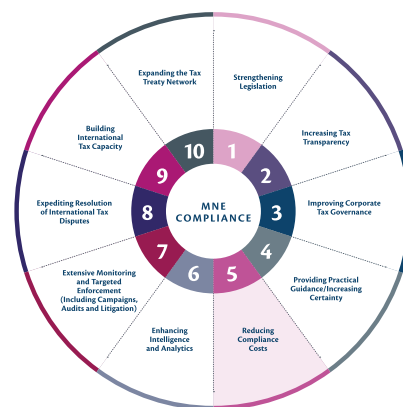 Expanding the Tax
Treaty Network
Strengthening
Legislation
Building
International
Tax Capacity
Increasing Tax
Transparency
10
1
9
2
Expediting Resolution
of International Tax
Disputes
8
MNE
COMPLIANCE
3
Improving Corporate
Tax Governance
7
4
6
5
Extensive Monitoring
and Targeted
Enforcement
(Including Campaigns,
Audits and Litigation)
Providing Practical
Guidance/Increasing
Certainty
Enhancing
Intelligence
and Analytics
Reducing
Compliance
Costs